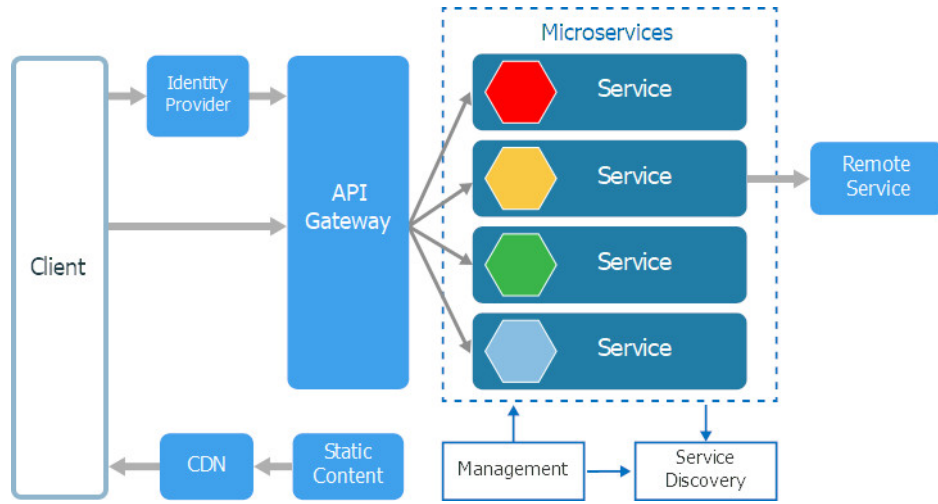 Microservices
Client
Identity
Provider
API
Gateway
Service
Service
Service
Service
Remote
Service
CDN
Static
Content
Management
Service
Discovery